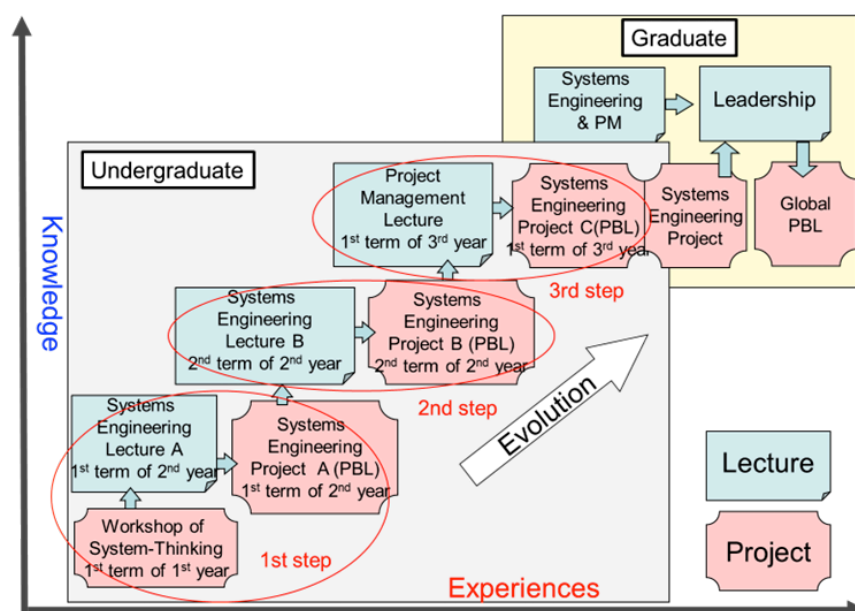 Graduate
Systems
Engineering
& PM
Leadership
Undergraduate
Project
Management
Lecture
1st term of 3rd year
Systems
Engineering
Project C(PBL)
1st term of 3rd year
Systems
Engineering
Project
Global
PBL
3rd step
Knowledge
Systems
Engineering
Lecture B
2nd term of 2nd year
Systems
Engineering
Project B (PBL)
2nd term of 2nd year
2nd step
Evolution
Systems
Engineering
Lecture A
1st term of 2nd year
Systems
Engineering
Project A (PBL)
1st term of 2nd year
Lecture
Workshop of
System-Thinking
1st term of 1st year
1st step
Project
Experiences